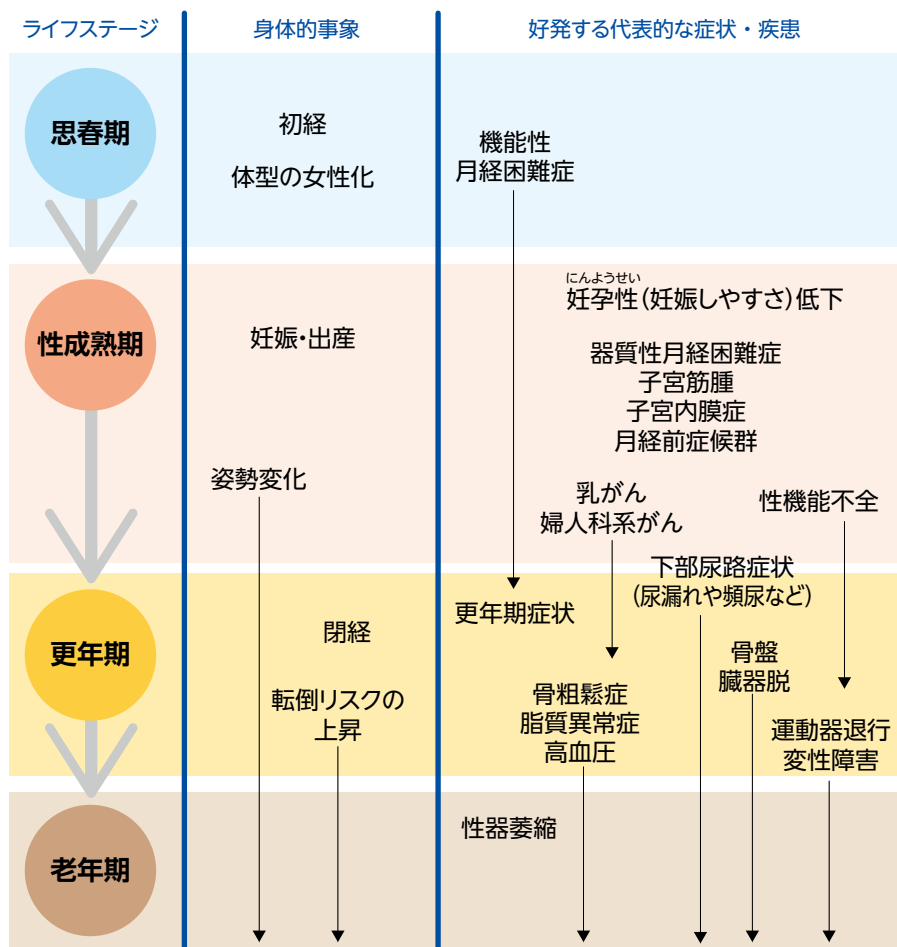 ライフステージ
身体的事象
好発する代表的な症状・疾患
思春期
初経
体型の女性化
機能性
月経困難症
性成熟期
妊娠・出産
姿勢変化
にんようせい
妊孕性(妊娠しやすさ)低下
器質性月経困難症
子宮筋腫
子宮内膜症
月経前症候群
乳がん
婦人科系がん
性機能不全
下部尿路症状
(尿漏れや頻尿など)
更年期
閉経
転倒リスクの
上昇
更年期症状
骨粗鬆症
脂質異常症
高血圧
骨盤
臓器脱
運動器退行
変性障害
老年期
性器萎縮